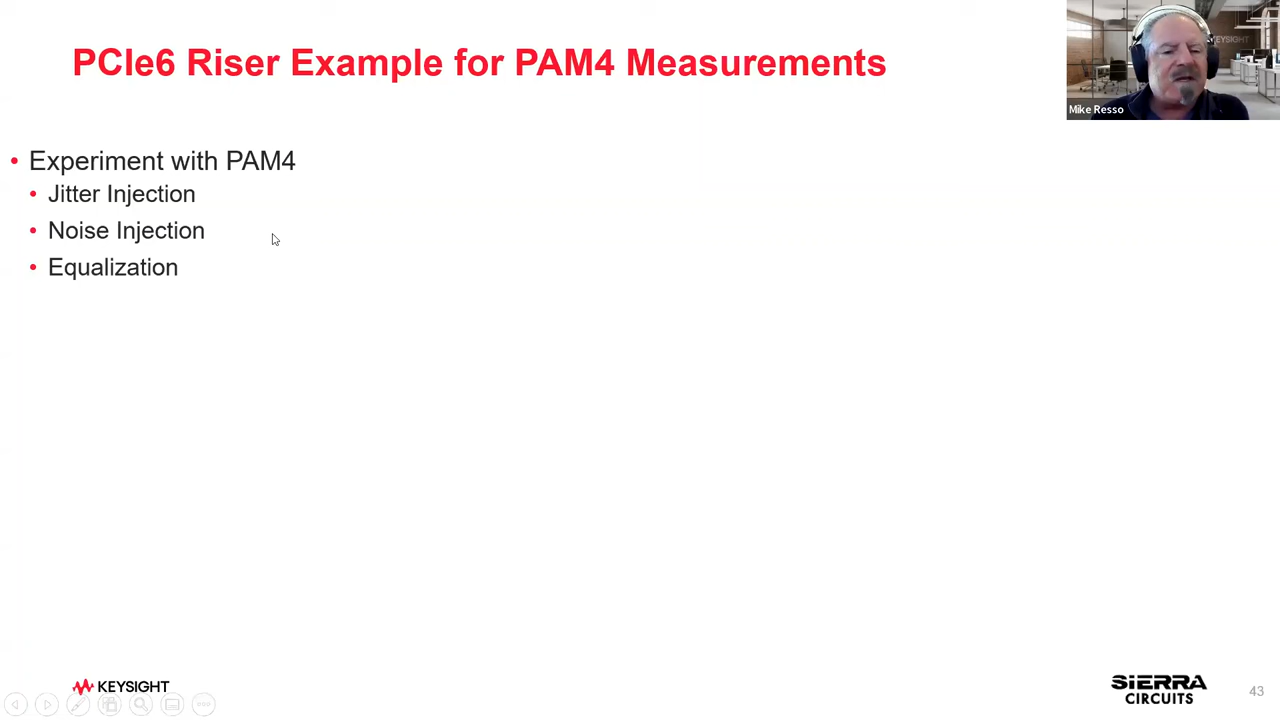 PCIe6 Riser Example for PAM4 Measurements
KEYSIGHT
Mike Resso
• Experiment with PAM4
• Jitter Injection
• Noise Injection
• Equalization
KEYSIGHT
SIERRA
CIRCUITS
43